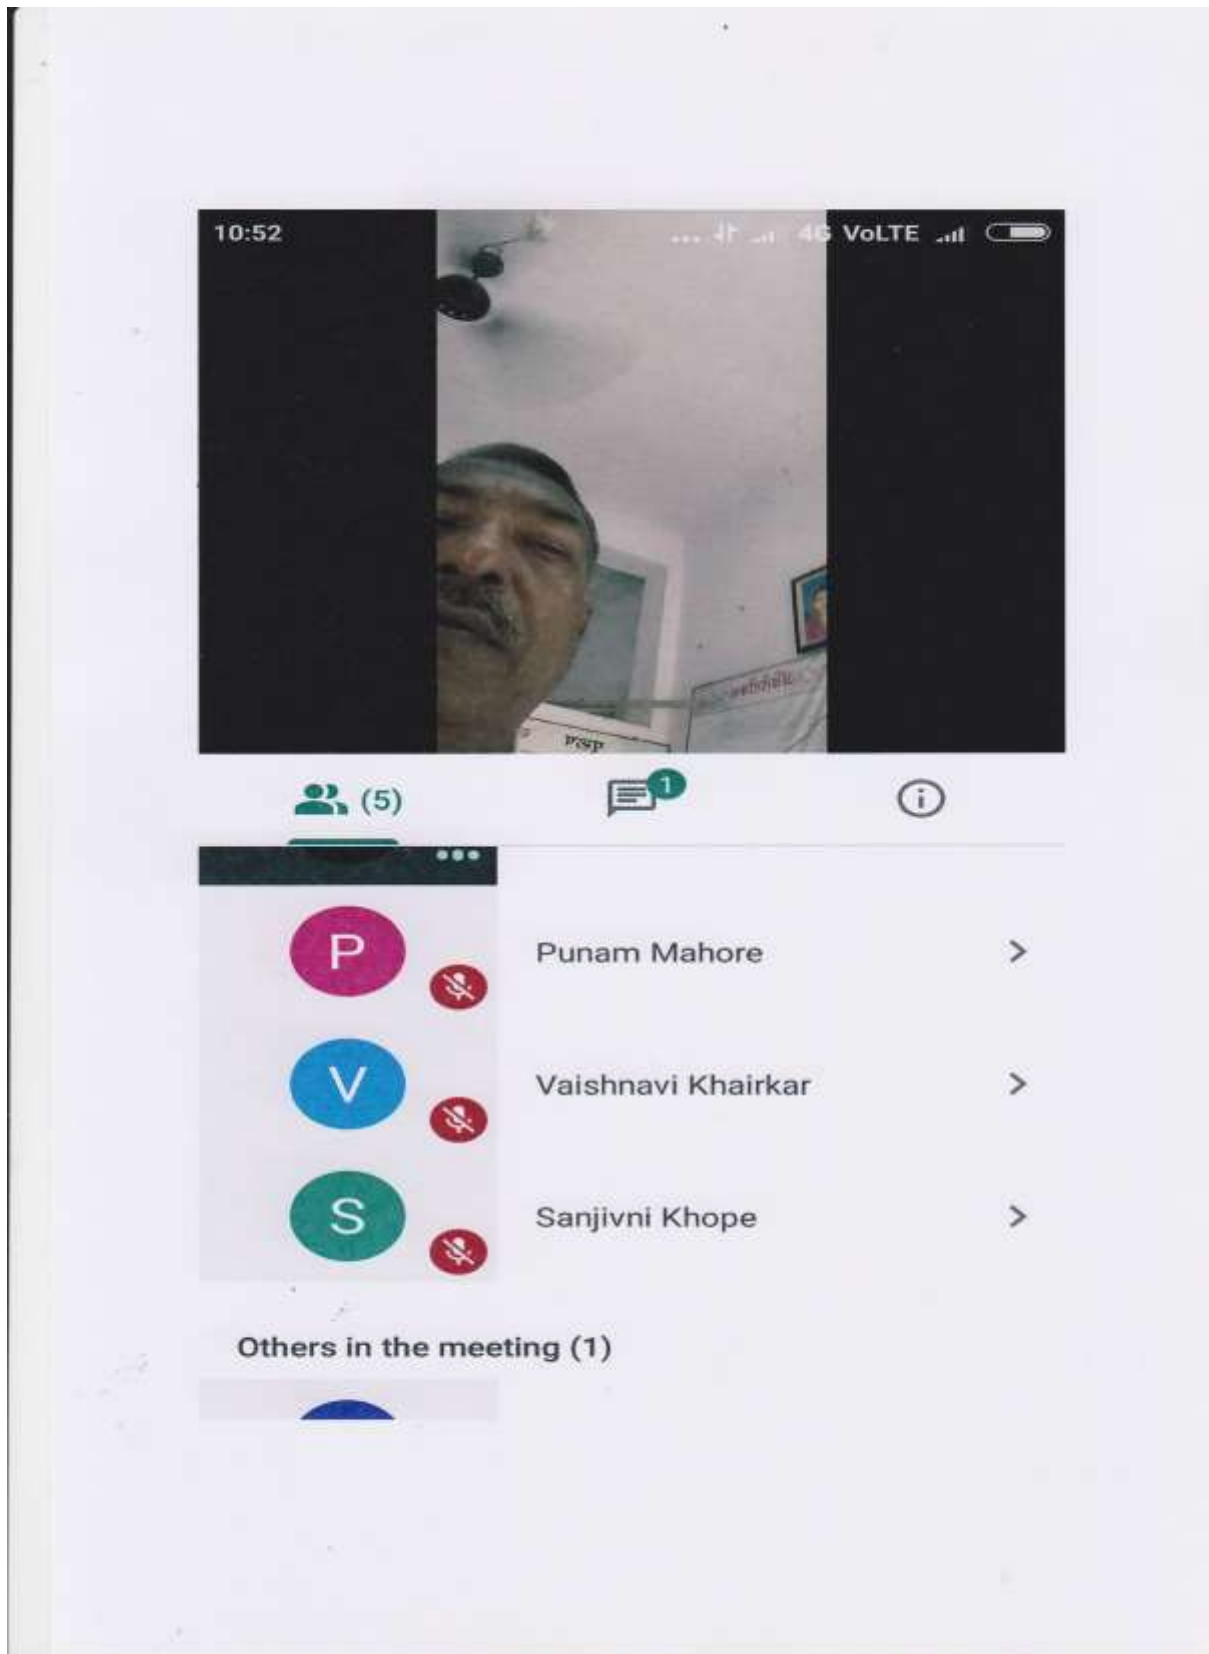 10:52 ... 4G VoLTE
(5) 1
P Punam Mahore
V Vaishnavi Khairkar
S Sanjivni Khope
Others in the meeting (1)